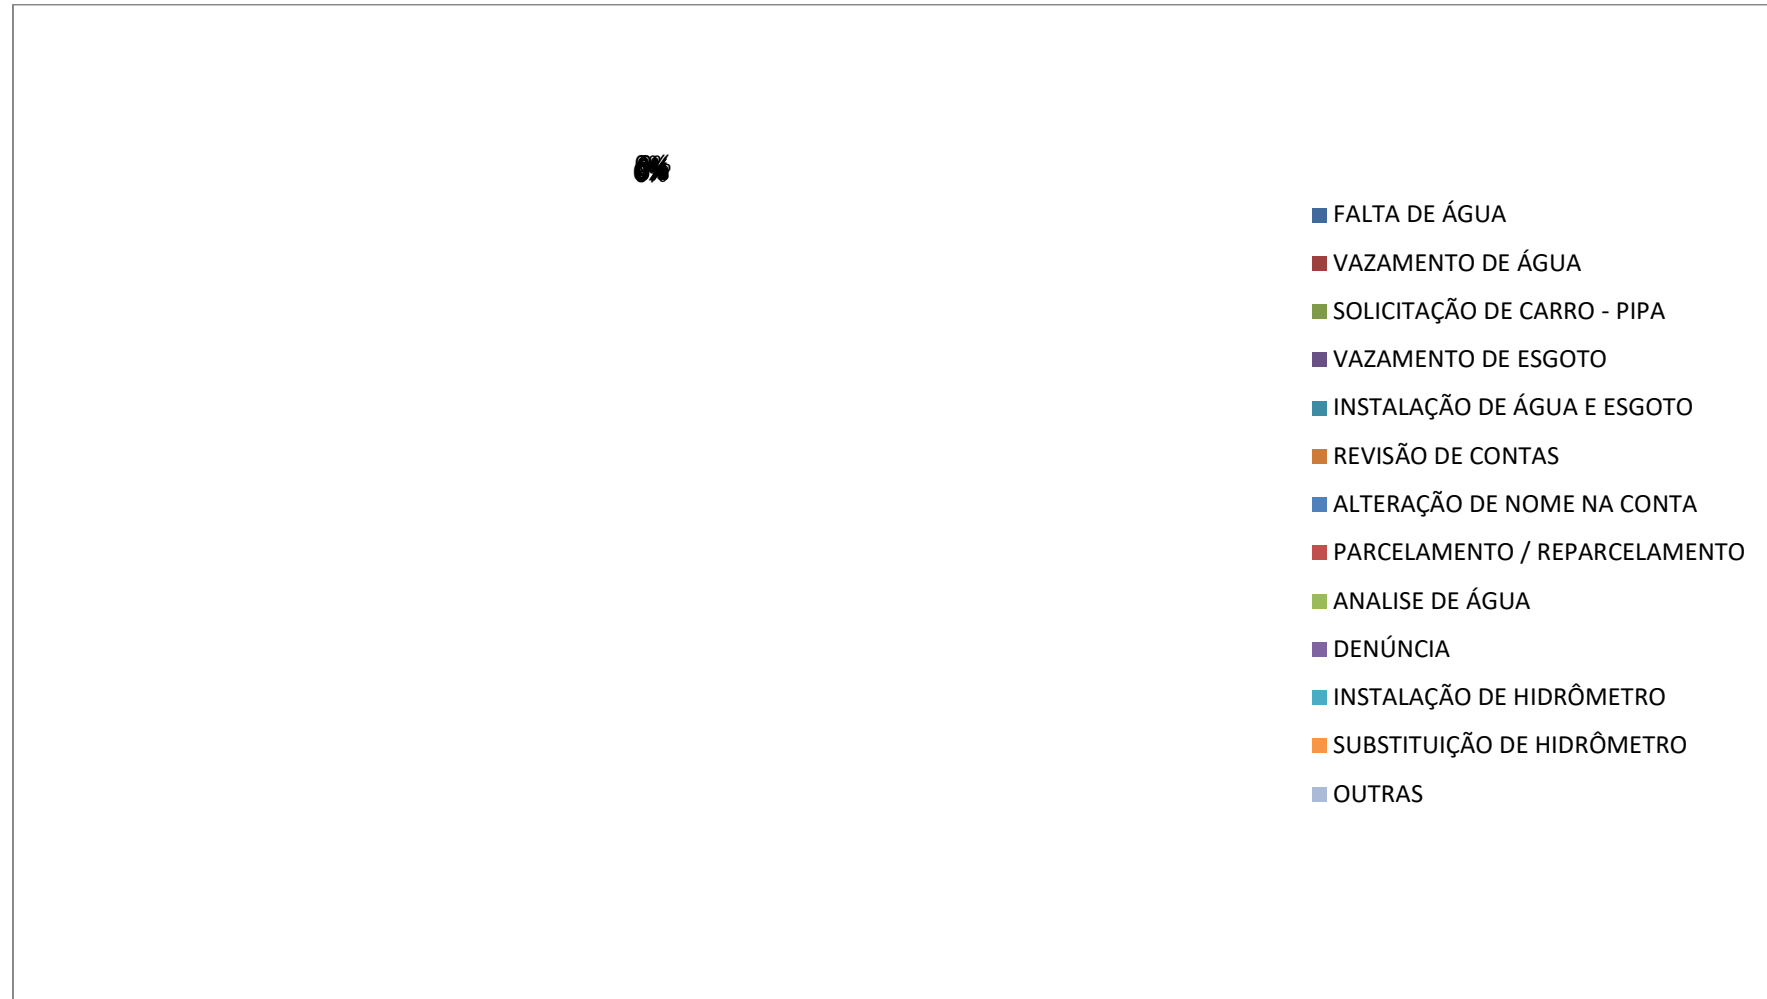 0%
FALTA DE ÁGUA
VAZAMENTO DE ÁGUA
SOLICITAÇÃO DE CARRO - PIPA
VAZAMENTO DE ESGOTO
INSTALAÇÃO DE ÁGUA E ESGOTO
REVISÃO DE CONTAS
ALTERAÇÃO DE NOME NA CONTA
PARCELAMENTO / REPARCELAMENTO
ANALISE DE ÁGUA
DENÚNCIA
INSTALAÇÃO DE HIDRÔMETRO
SUBSTITUIÇÃO DE HIDRÔMETRO
OUTRAS